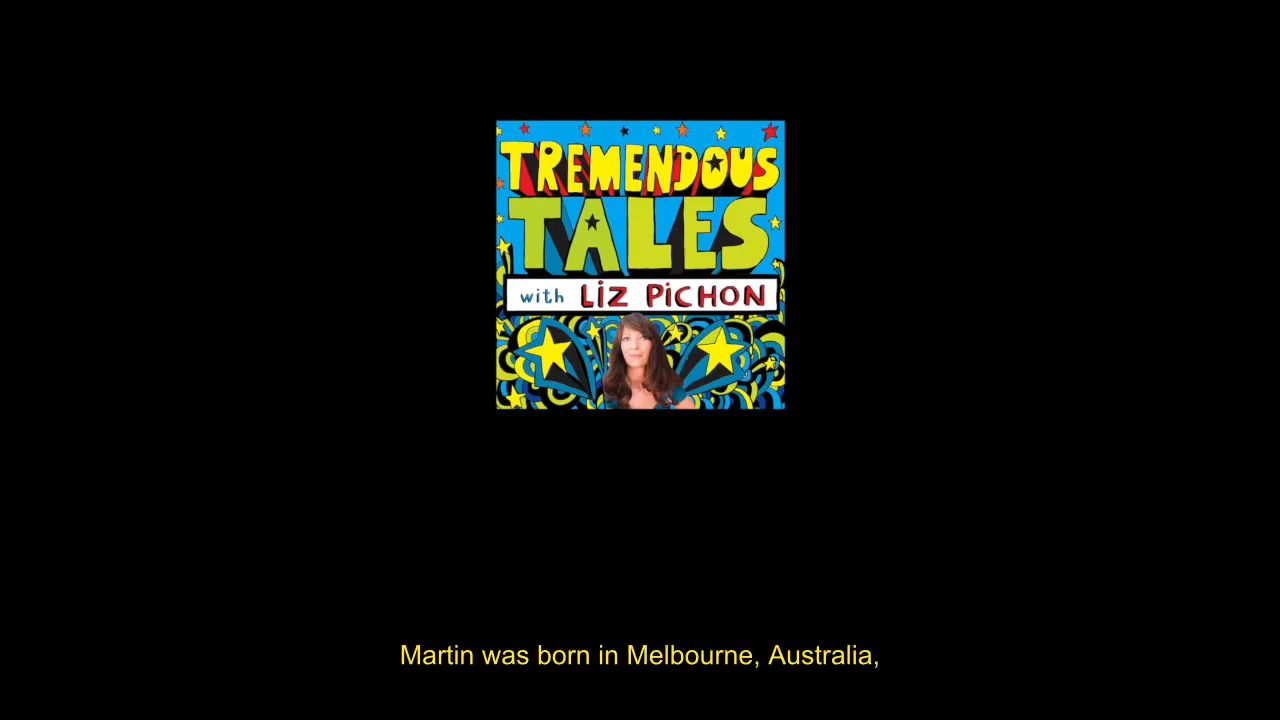 TREMENDOUS
TALES
with LIZ PiCHON
Martin was born in Melbourne, Australia,